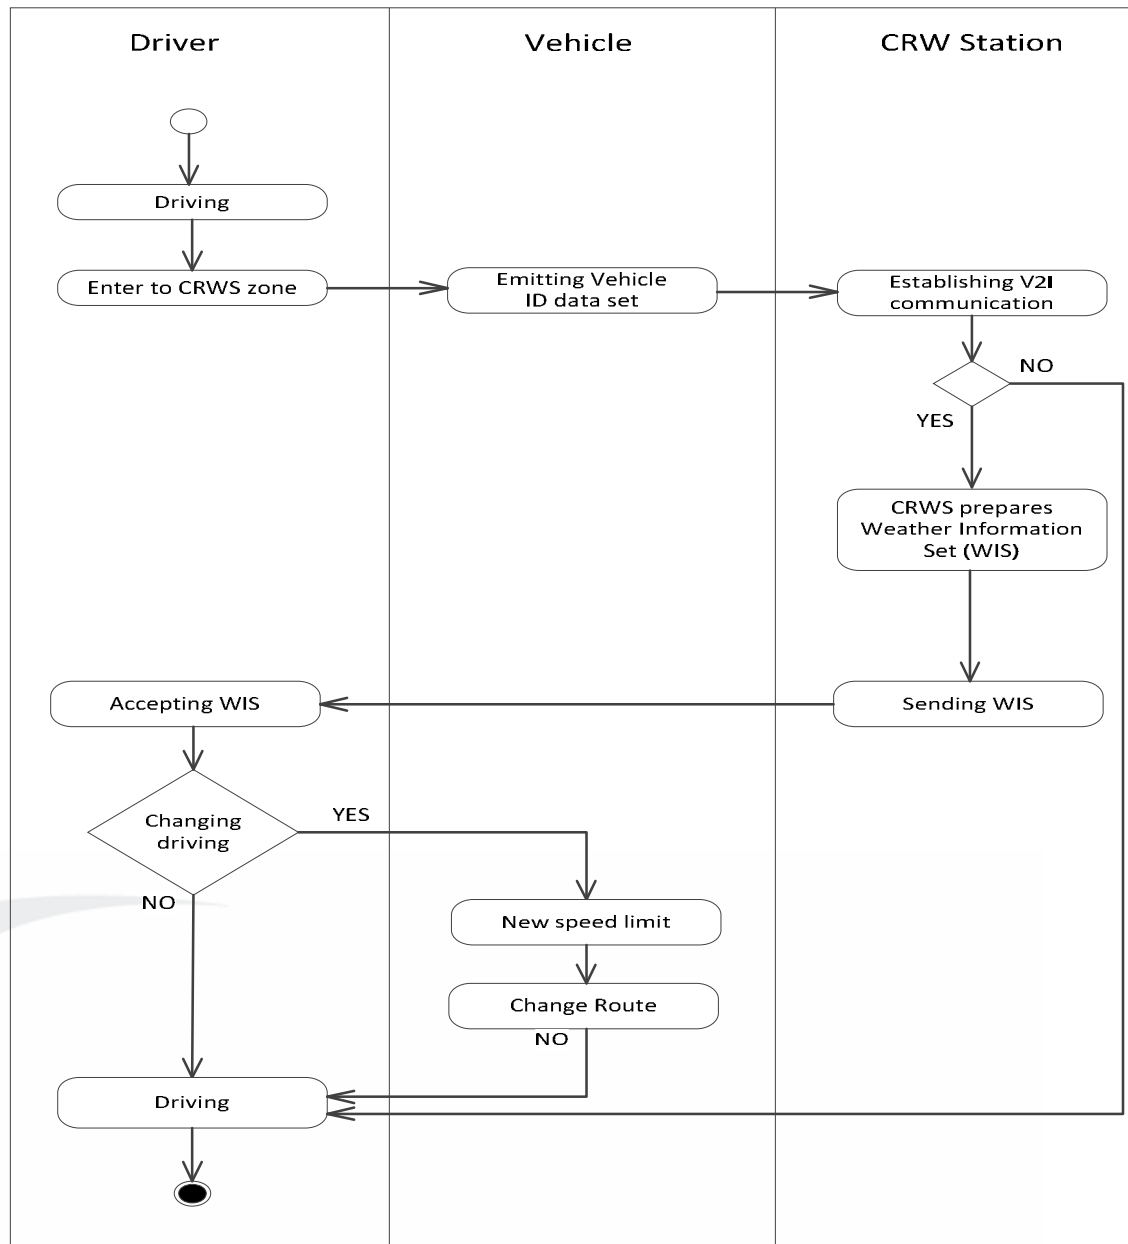 Driver
Vehicle
CRW Station
Driving
Enter to CRWS zone
Emitting Vehicle
ID data set
Establishing V2I
communication
NO
YES
CRWS prepares
Weather Information
Set (WIS)
Accepting WIS
Sending WIS
Changing
driving
YES
NO
New speed limit
Change Route
NO
Driving